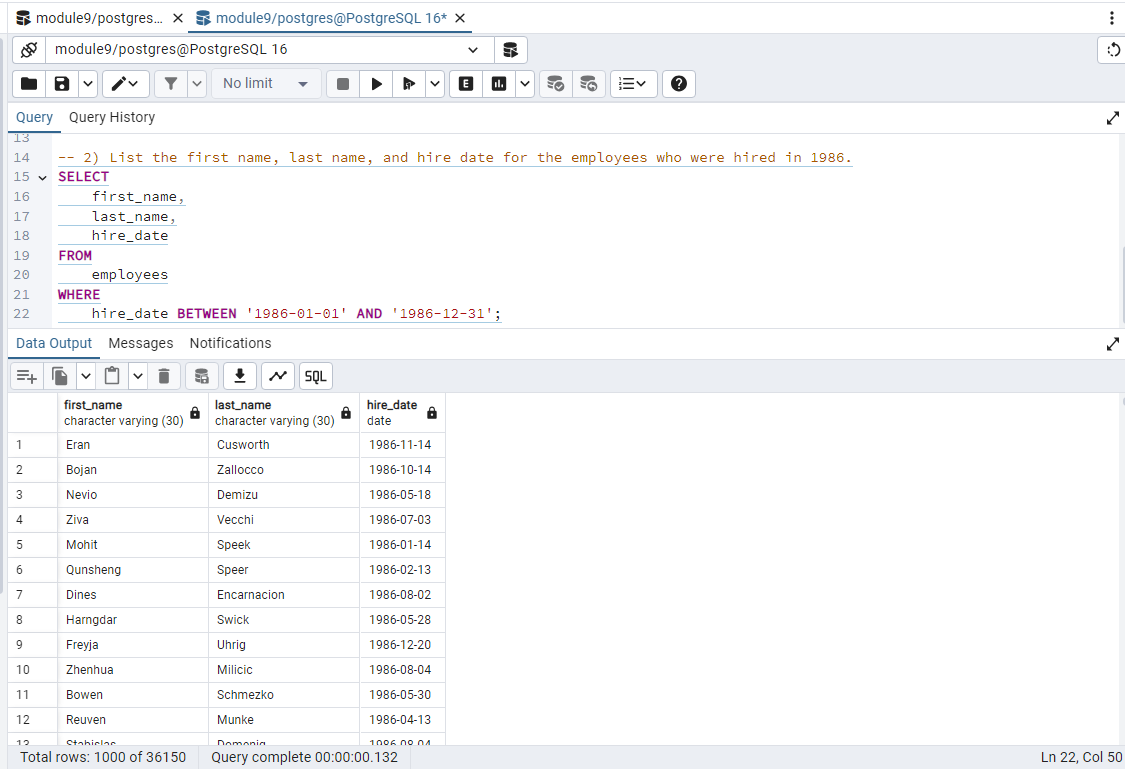 module9/postgres... module9/postgres@PostgreSQL 16*
module9/postgres@PostgreSQL 16
No limit E
Query Query History
13
14 -- 2) List the first name, last name, and hire date for the employees who were hired in 1986.
15 SELECT
16 first_name,
17 last_name,
18 hire_date
19 FROM
20 employees
21 WHERE
22 hire_date BETWEEN '1986-01-01' AND '1986-12-31';
Data Output Messages Notifications
SQL
first_name last_name hire_date
character varying (30) character varying (30) date
1 Eran Cusworth 1986-11-14
2 Bojan Zallocco 1986-10-14
3 Nevio Demizu 1986-05-18
4 Ziva Vecchi 1986-07-03
5 Mohit Speek 1986-01-14
6 Qunsheng Speer 1986-02-13
7 Dines Encarnacion 1986-08-02
8 Harngdar Swick 1986-05-28
9 Freyja Uhrig 1986-12-20
10 Zhenhua Milicic 1986-08-04
11 Bowen Schmezko 1986-05-30
12 Reuven Munke 1986-04-13
13 Stabislas Domenig 1986-08-04
Total rows: 1000 of 36150 Query complete 00:00:00.132 Ln 22, Col 50